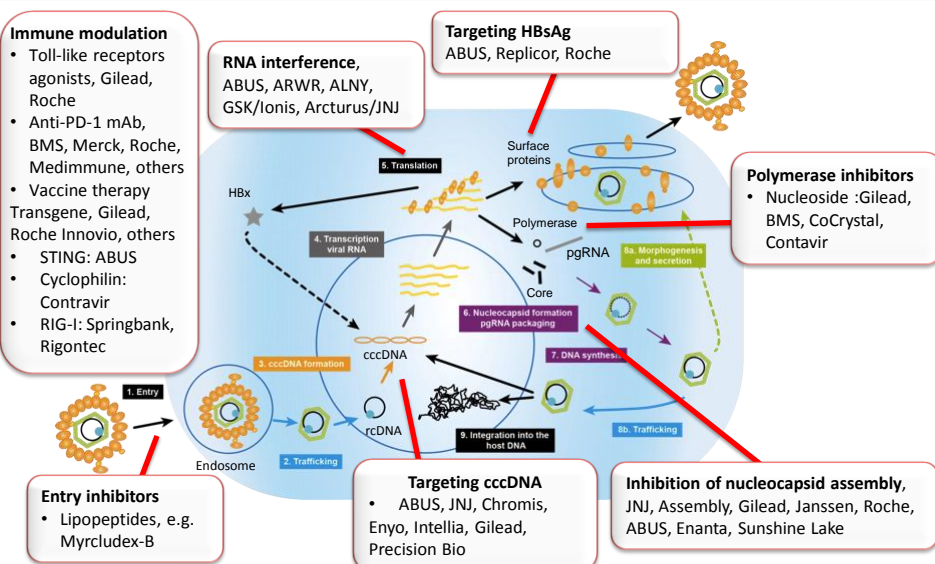 Immune modulation
• Toll-like receptors
agonists, Gilead,
Roche
• Anti-PD-1 mAb,
BMS, Merck, Roche,
Medimmune, others
• Vaccine therapy
Transgene, Gilead,
Roche Innovio, others
• STING: ABUS
• Cyclophilin:
Contravir
• RIG-I: Springbank,
Rigontec
RNA interference,
ABUS, ARWR, ALNY,
GSK/Ionis, Arcturus/JNJ
Targeting HBsAg
ABUS, Replicor, Roche
Polymerase inhibitors
• Nucleoside :Gilead,
BMS, CoCrystal,
Contavir
5. Translation
Surface
proteins
HBx
4. Transcription
viral RNA
Polymerase
pgRNA
Core
8a. Morphogenesis
and secretion
6. Nucleocapsid formation
pgRNA packaging
7. DNA synthesis
cccDNA
3. cccDNA formation
1. Entry
rcDNA
Endosome
2. Trafficking
9. Integration into the
host DNA
8b. Trafficking
Entry inhibitors
• Lipopeptides, e.g.
Myrcludex-B
Targeting cccDNA
• ABUS, JNJ, Chromis,
Enyo, Intellia, Gilead,
Precision Bio
Inhibition of nucleocapsid assembly,
JNJ, Assembly, Gilead, Janssen, Roche,
ABUS, Enanta, Sunshine Lake